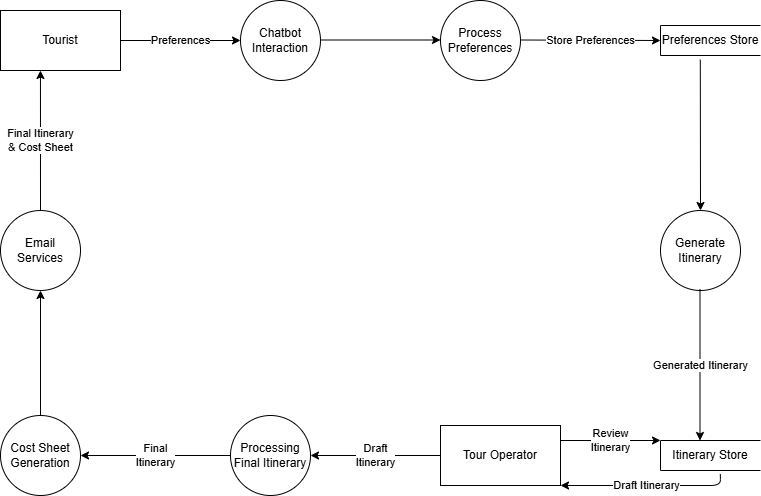 Tourist
Preferences
Chatbot
Interaction
Process
Preferences
Store Preferences
Preferences Store
Final Itinerary
& Cost Sheet
Email
Services
Generate
Itinerary
Generated Itinerary
Cost Sheet
Generation
Final
Itinerary
Processing
Final Itinerary
Draft
Itinerary
Tour Operator
Review
Itinerary
Itinerary Store
Draft Itinerary